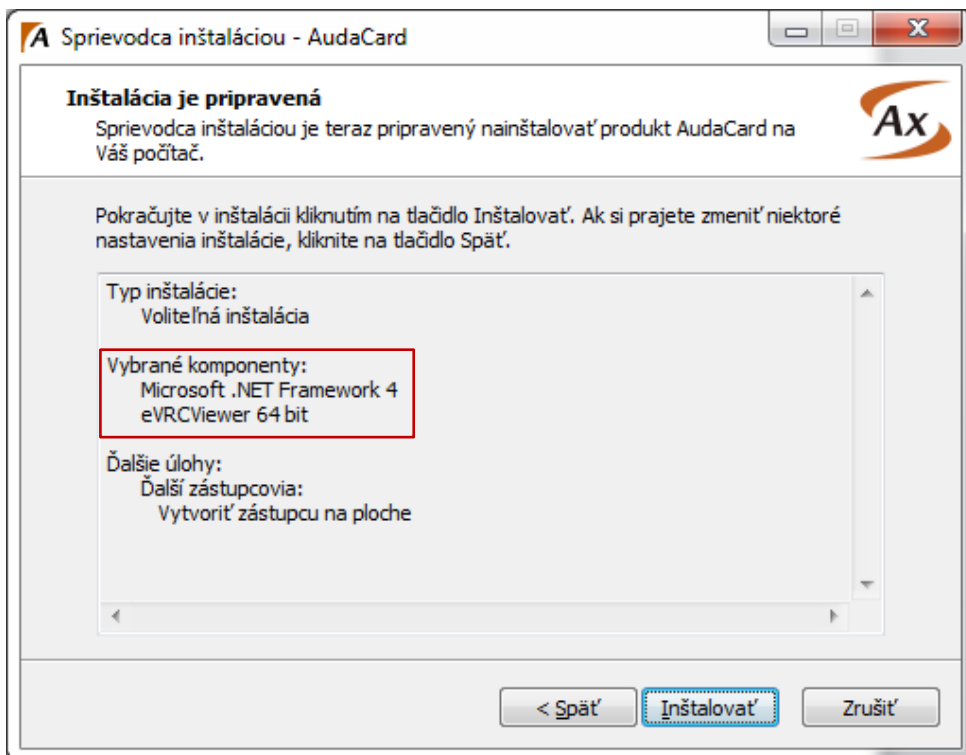 A Sprievodca inštaláciou - AudaCard
Inštalácia je pripravená
Sprievodca inštaláciou je teraz pripravený nainštalovať produkt AudaCard na
Váš počítač.
Ax
Pokračujte v inštalácii kliknutím na tlačidlo Inštalovať. Ak si prajete zmeniť niektoré
nastavenia inštalácie, kliknite na tlačidlo Späť.
Typ inštalácie:
Voliteľná inštalácia
Vybrané komponenty:
Microsoft .NET Framework 4
eVRCViewer 64 bit
Ďalšie úlohy:
Ďalší zástupcovia:
Vytvoriť zástupcu na ploche
< Späť
Inštalovať
Zrušiť